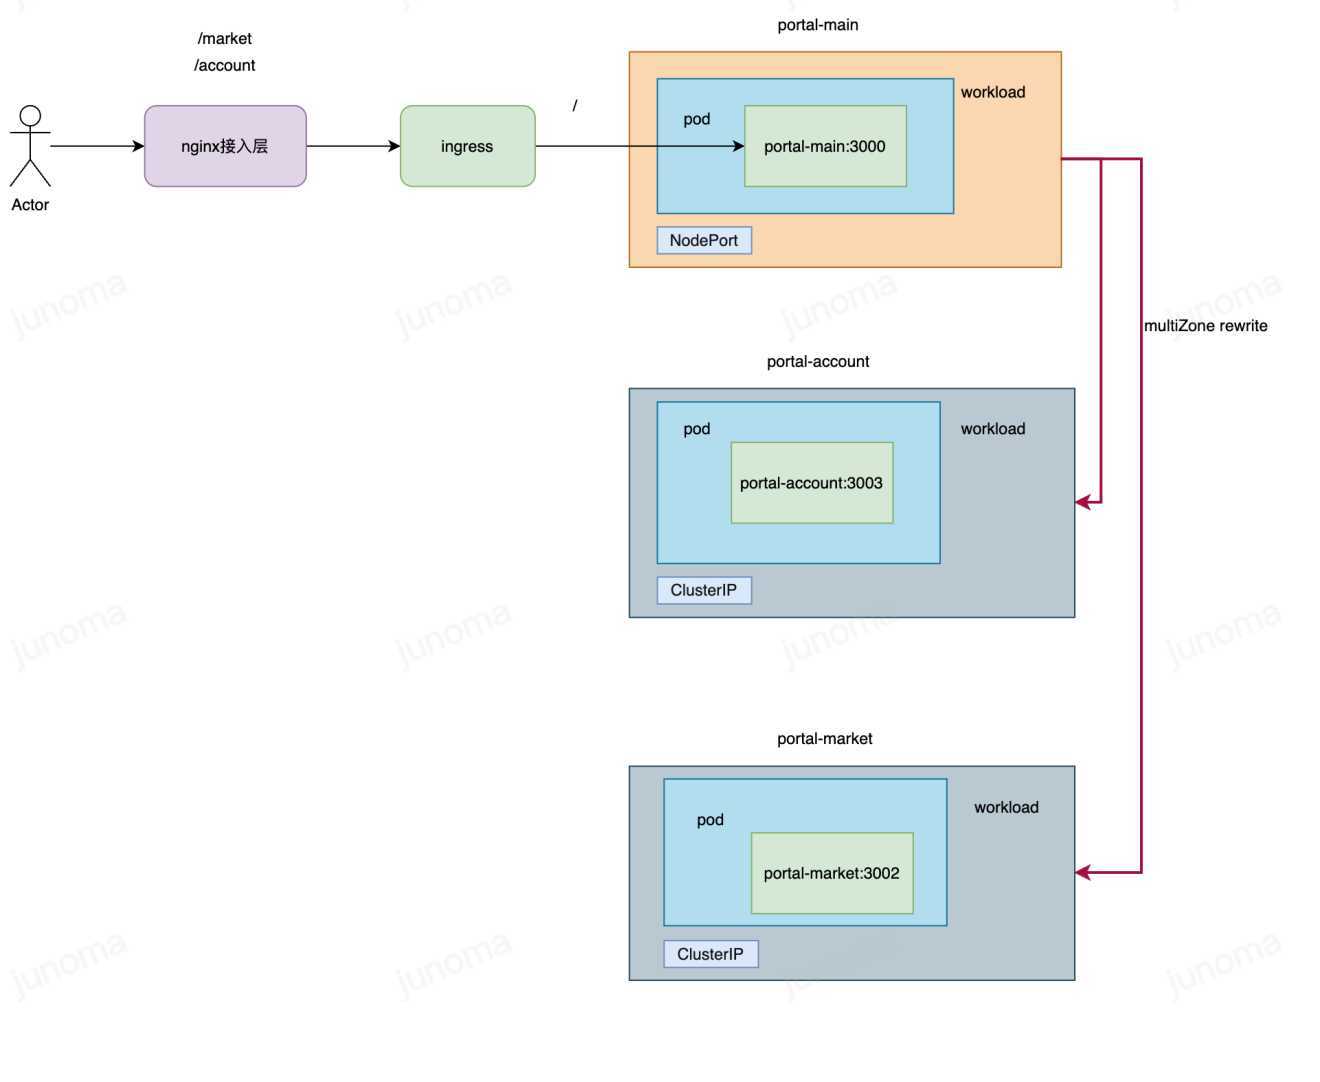 /market
/account
portal-main
/
workload
pod
nginx接入层
ingress
portal-main:3000
Actor
NodePort
multiZone rewrite
portal-account
pod
workload
portal-account:3003
ClusterIP
portal-market
workload
pod
portal-market:3002
ClusterIP
junoma
junoma
junoma
junoma
junoma
junoma
junoma
junoma
junoma
junoma
junoma
junoma